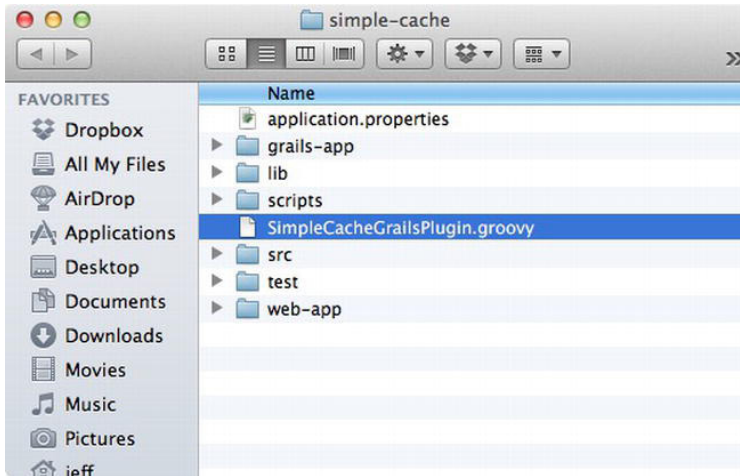 simple-cache
FAVORITES
Dropbox
All My Files
AirDrop
Applications
Desktop
Documents
Downloads
Movies
Music
Pictures
jeff
Name
application.properties
grails-app
lib
scripts
SimpleCacheGrailsPlugin.groovy
src
test
web-app